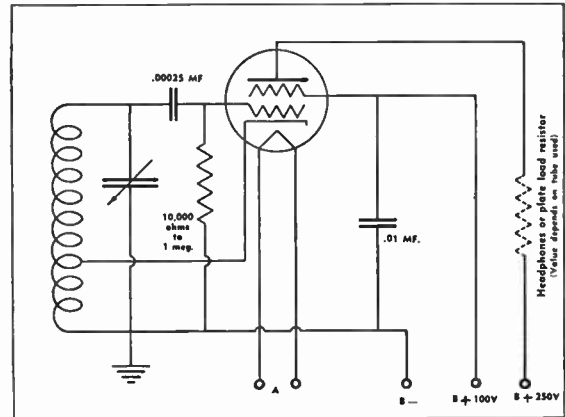 .00025 MF
10,000
ohms
to
1 meg.
.01 MF.
Headphones or plate load resistor
(Value depends on tube used)
A
B −
B + 100V
B + 250V